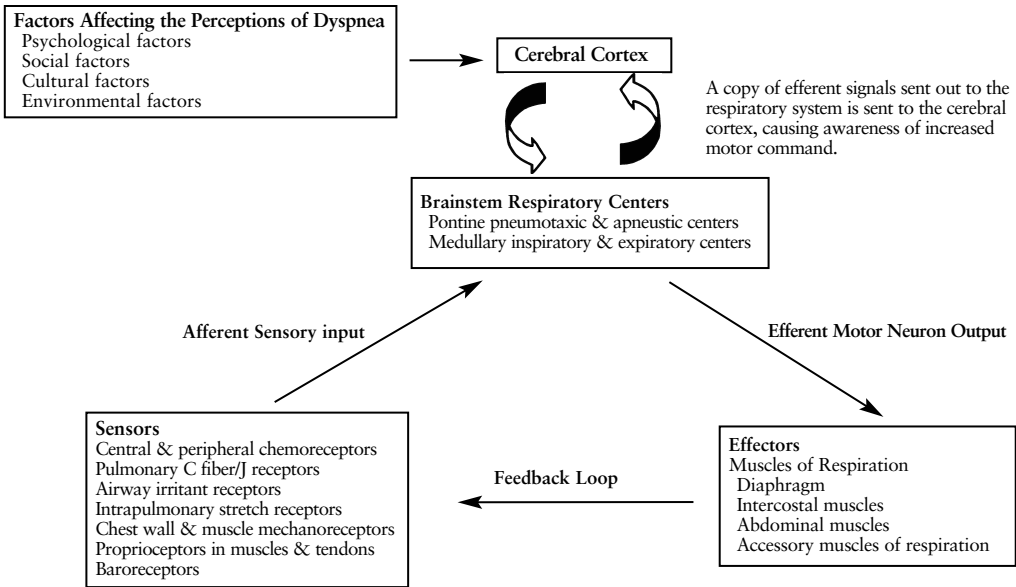 Factors Affecting the Perceptions of Dyspnea
Psychological factors
Social factors
Cultural factors
Environmental factors
Cerebral Cortex
A copy of efferent signals sent out to the
respiratory system is sent to the cerebral
cortex, causing awareness of increased
motor command.
Brainstem Respiratory Centers
Pontine pneumotaxic & apneustic centers
Medullary inspiratory & expiratory centers
Afferent Sensory input
Efferent Motor Neuron Output
Sensors
Central & peripheral chemoreceptors
Pulmonary C fiber/J receptors
Airway irritant receptors
Intrapulmonary stretch receptors
Chest wall & muscle mechanoreceptors
Proprioceptors in muscles & tendons
Baroreceptors
Feedback Loop
Effectors
Muscles of Respiration
Diaphragm
Intercostal muscles
Abdominal muscles
Accessory muscles of respiration